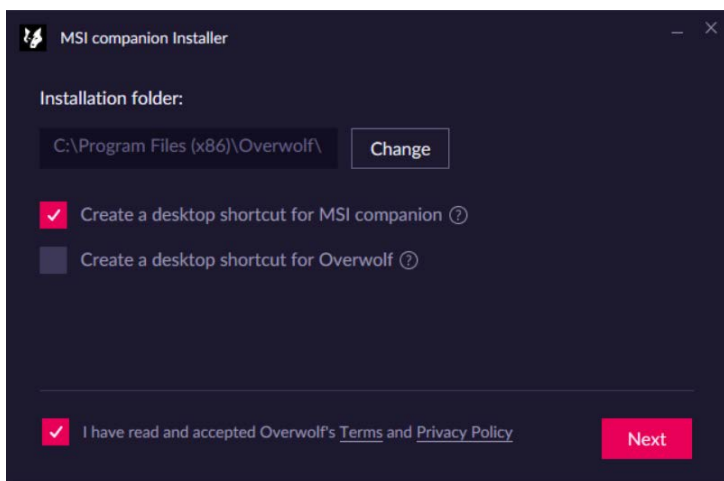 MSI companion Installer
Installation folder:
C:\Program Files (x86)\Overwolf\
Change
Create a desktop shortcut for MSI companion ?
Create a desktop shortcut for Overwolf ?
I have read and accepted Overwolf's Terms and Privacy Policy
Next